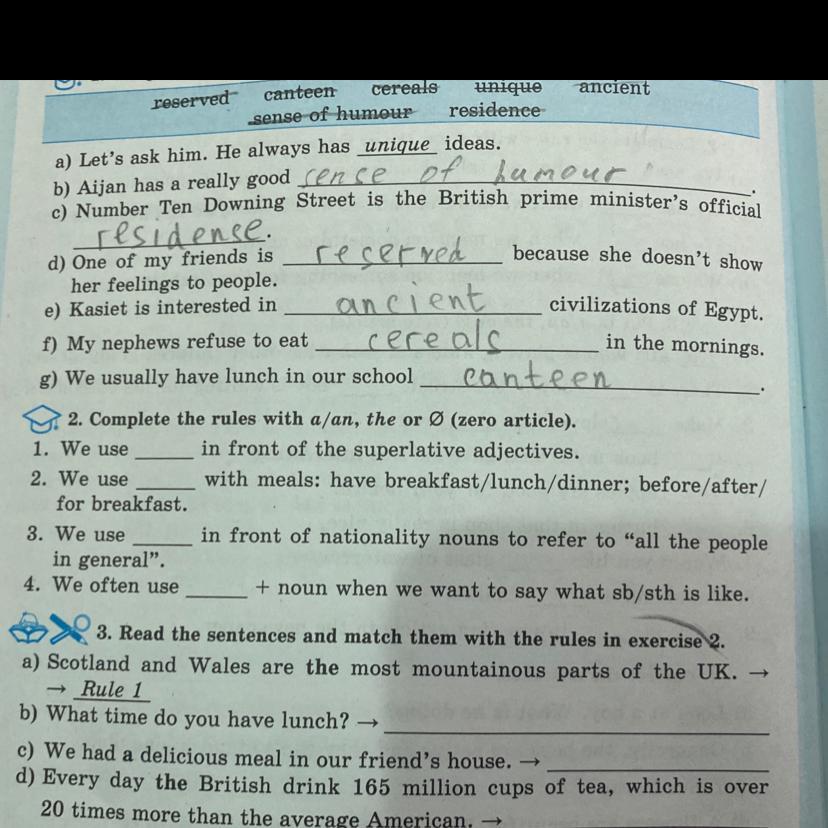 reserved canteen cereals unique ancient
sense of humour residence
a) Let's ask him. He always has unique ideas.
b) Aijan has a really good sense of humour.
c) Number Ten Downing Street is the British prime minister's official
residense.
d) One of my friends is reserved because she doesn't show
her feelings to people.
e) Kasiet is interested in ancient civilizations of Egypt.
f) My nephews refuse to eat cereals in the mornings.
g) We usually have lunch in our school canteen.
2. Complete the rules with a/an, the or Ø (zero article).
1. We use ______ in front of the superlative adjectives.
2. We use ______ with meals: have breakfast/lunch/dinner; before/after/
for breakfast.
3. We use ______ in front of nationality nouns to refer to “all the people
in general”.
4. We often use ______ + noun when we want to say what sb/sth is like.
3. Read the sentences and match them with the rules in exercise 2.
a) Scotland and Wales are the most mountainous parts of the UK. →
→ Rule 1
b) What time do you have lunch? → ______
c) We had a delicious meal in our friend's house. → ______
d) Every day the British drink 165 million cups of tea, which is over
20 times more than the average American. → ______